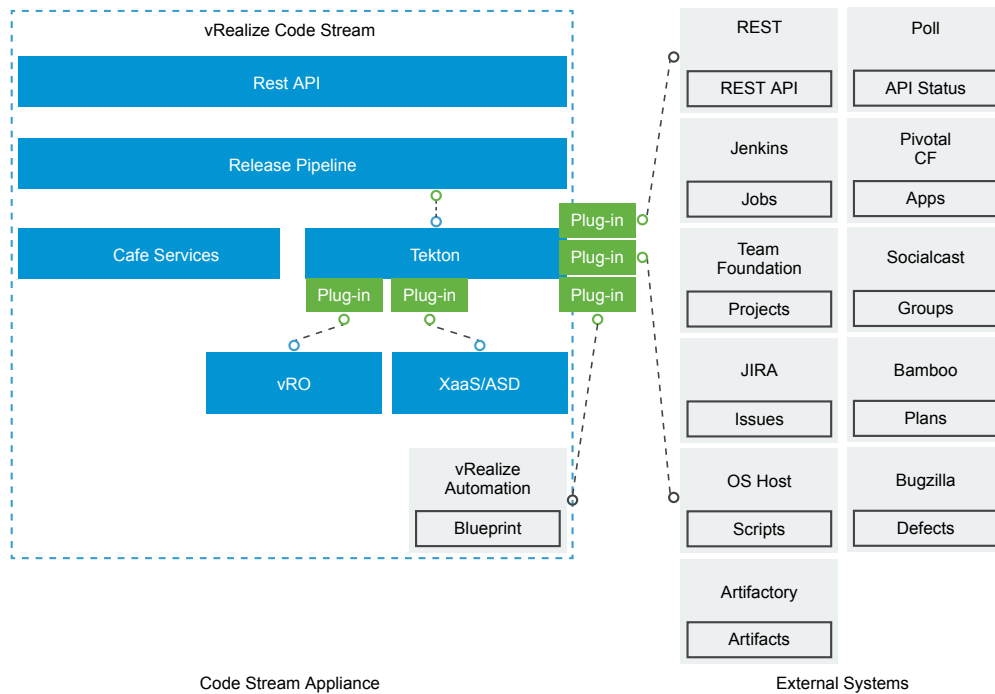 vRealize Code Stream
Rest API
Release Pipeline
Cafe Services
Tekton
Plug-in
Plug-in
Plug-in
Plug-in
Plug-in
vRO
XaaS/ASD
vRealize
Automation
Blueprint
REST
REST API
Poll
API Status
Jenkins
Jobs
Pivotal
CF
Apps
Team
Foundation
Projects
Socialcast
Groups
JIRA
Issues
Bamboo
Plans
OS Host
Scripts
Bugzilla
Defects
Artifactory
Artifacts
Code Stream Appliance
External Systems